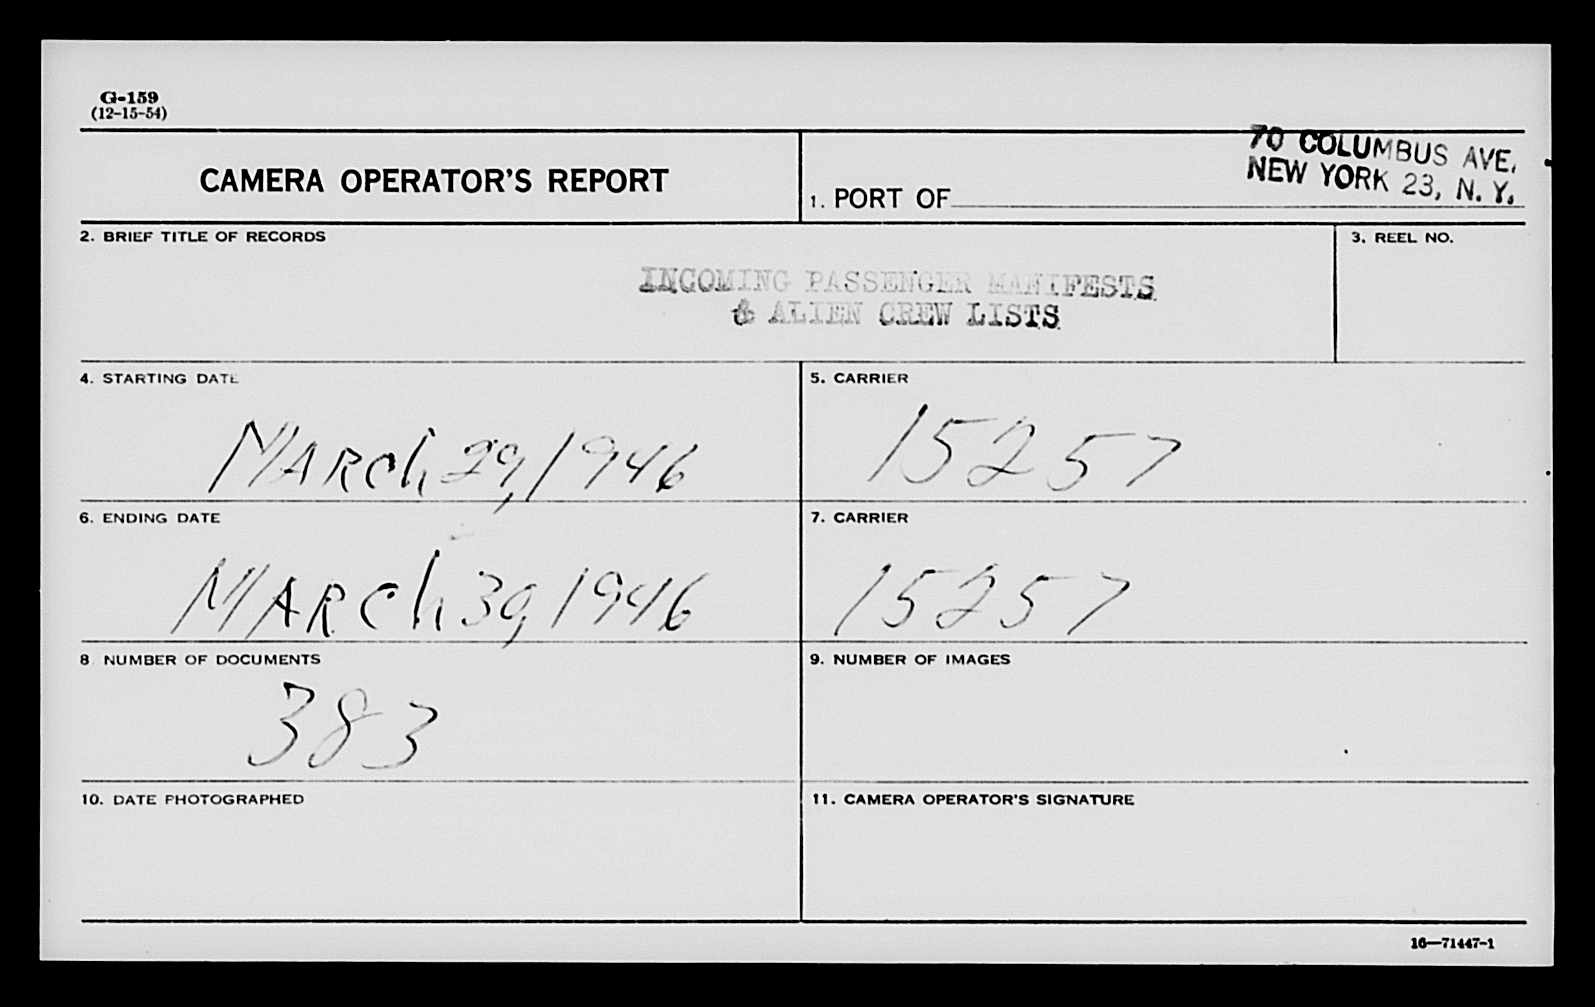 G-159
(12-15-54)
CAMERA OPERATOR'S REPORT
1. PORT OF
70 COLUMBUS AVE.
NEW YORK 23, N. Y.
2. BRIEF TITLE OF RECORDS
INCOMING PASSENGER MANIFESTS
& ALIEN CREW LISTS
3. REEL NO.
4. STARTING DATE
March 29, 1946
5. CARRIER
15257
6. ENDING DATE
March 30, 1946
7. CARRIER
15257
8 NUMBER OF DOCUMENTS
383
9. NUMBER OF IMAGES
10. DATE PHOTOGRAPHED
11. CAMERA OPERATOR'S SIGNATURE
16—71447-1